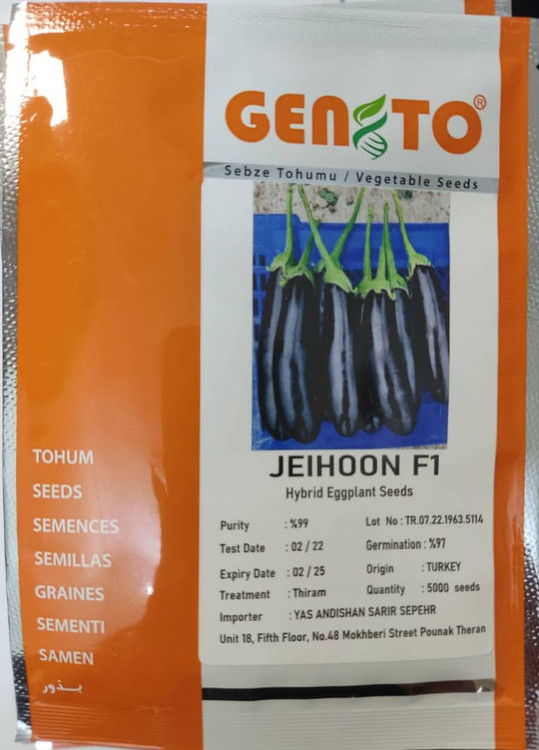 GENETO®
Sebze Tohumu / Vegetable Seeds
JEIHOON F1
Hybrid Eggplant Seeds
Purity : %99
Lot No : TR.07.22.1963.5114
Test Date : 02 / 22
Germination : %97
Expiry Date : 02 / 25
Origin : TURKEY
Treatment : Thiram
Quantity : 5000 seeds
Importer : YAS ANDISHAN SARIR SEPEHR
Unit 18, Fifth Floor, No.48 Mokhberi Street Pounak Theran
TOHUM
SEEDS
SEMENCES
SEMILLAS
GRAINES
SEMENTI
SAMEN
بذور